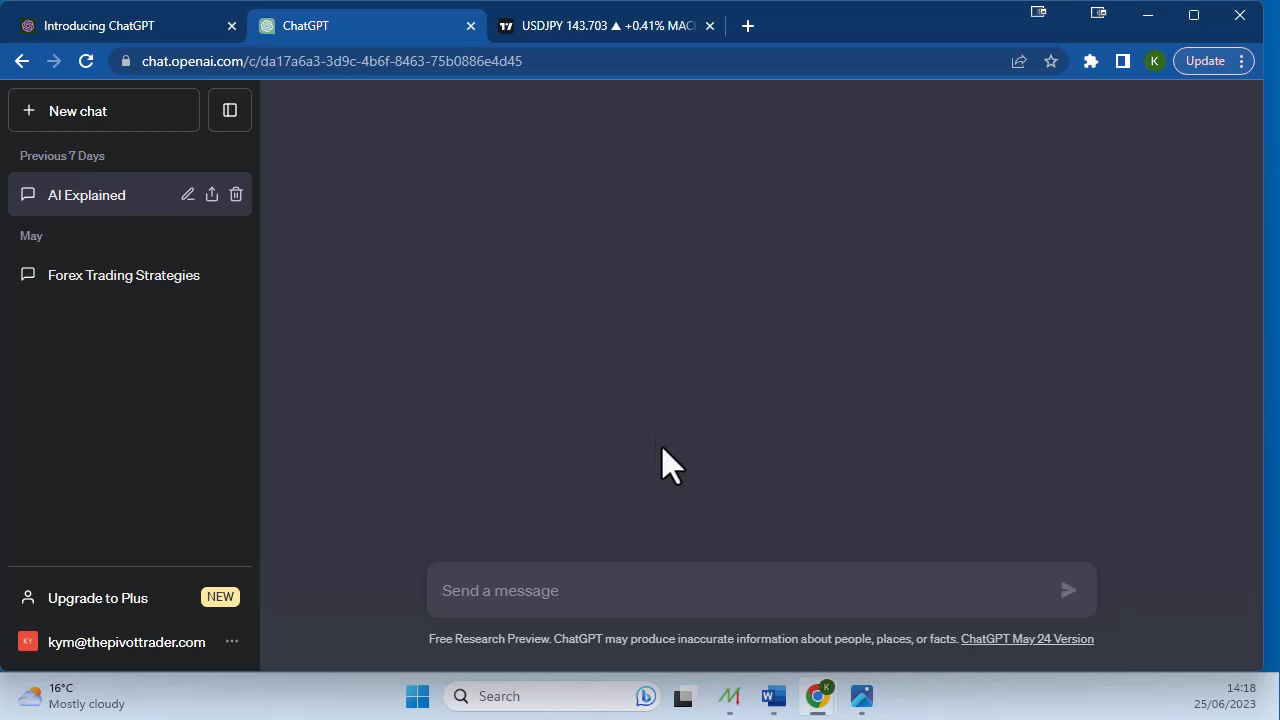 Introducing ChatGPT
ChatGPT
USDJPY 143.703 ▲ +0.41% MAC
chat.openai.com/c/da17a6a3-3d9c-4b6f-8463-75b0886e4d45
K
Update
New chat
Previous 7 Days
AI Explained
May
Forex Trading Strategies
Send a message
Upgrade to Plus
NEW
Free Research Preview. ChatGPT may produce inaccurate information about people, places, or facts. ChatGPT May 24 Version
KY
kym@thepivottrader.com
16°C
Mostly cloudy
Search
K
14:18
25/06/2023